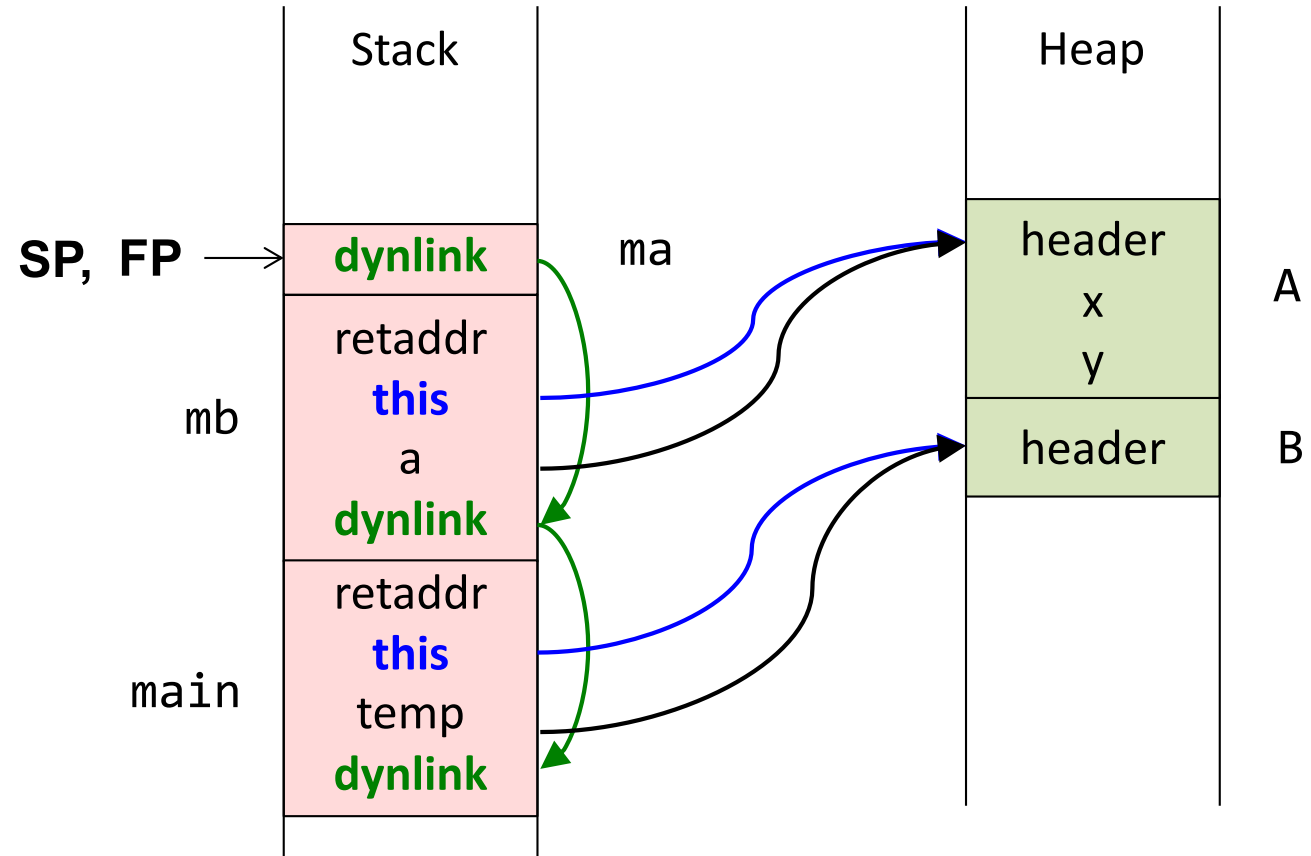 Stack
Heap
SP, FP
dynlink
ma
header
x
y
A
retaddr
this
a
dynlink
mb
header
B
retaddr
this
temp
dynlink
main